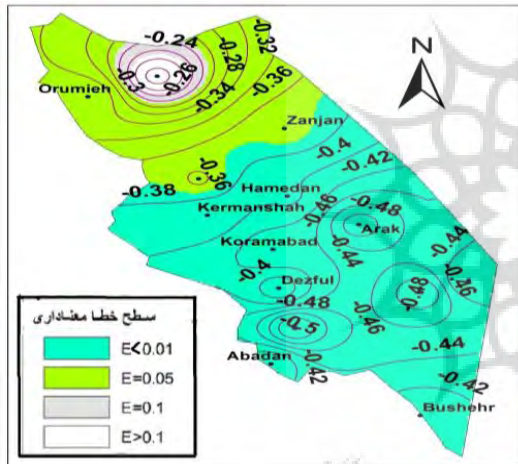 -0.24
-0.32
-0.3
-0.26
-0.28
-0.34
-0.36
Orumieh
N
Zanjan
-0.36
-0.4
-0.42
-0.38
Hamedan
-0.46
-0.48
Kermanshah
Arak
-0.44
Koramabad
-0.44
-0.46
-0.4
Dezful
-0.48
-0.48
-0.46
-0.5
-0.44
Abadan
-0.42
-0.42
Bushehr
سطح خطا معناداری
E<0.01
E=0.05
E=0.1
E>0.1